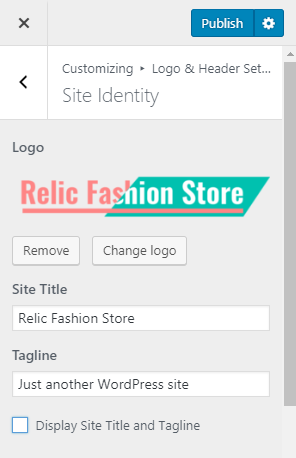 Publish
Customizing ▸ Logo & Header Set...
Site Identity
Logo
Relic Fashion Store
Remove
Change logo
Site Title
Relic Fashion Store
Tagline
Just another WordPress site
Display Site Title and Tagline